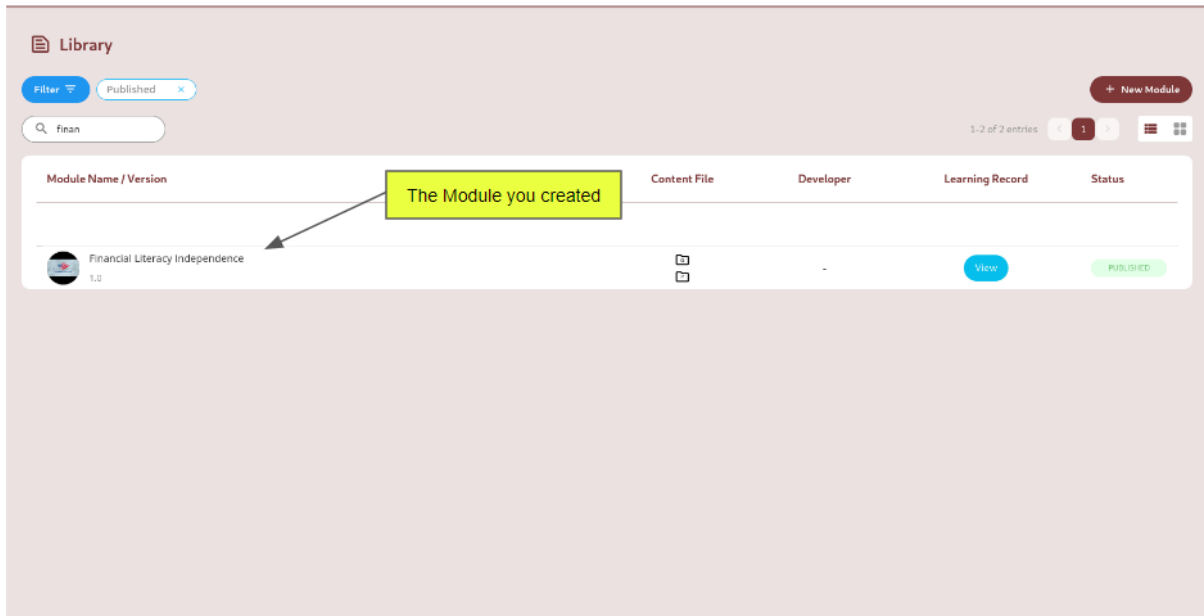 Library
Filter
Published ×
+ New Module
finan
1-2 of 2 entries < 1 >
Module Name / Version Content File Developer Learning Record Status
The Module you created
Financial Literacy Independence
1.0
- View PUBLISHED